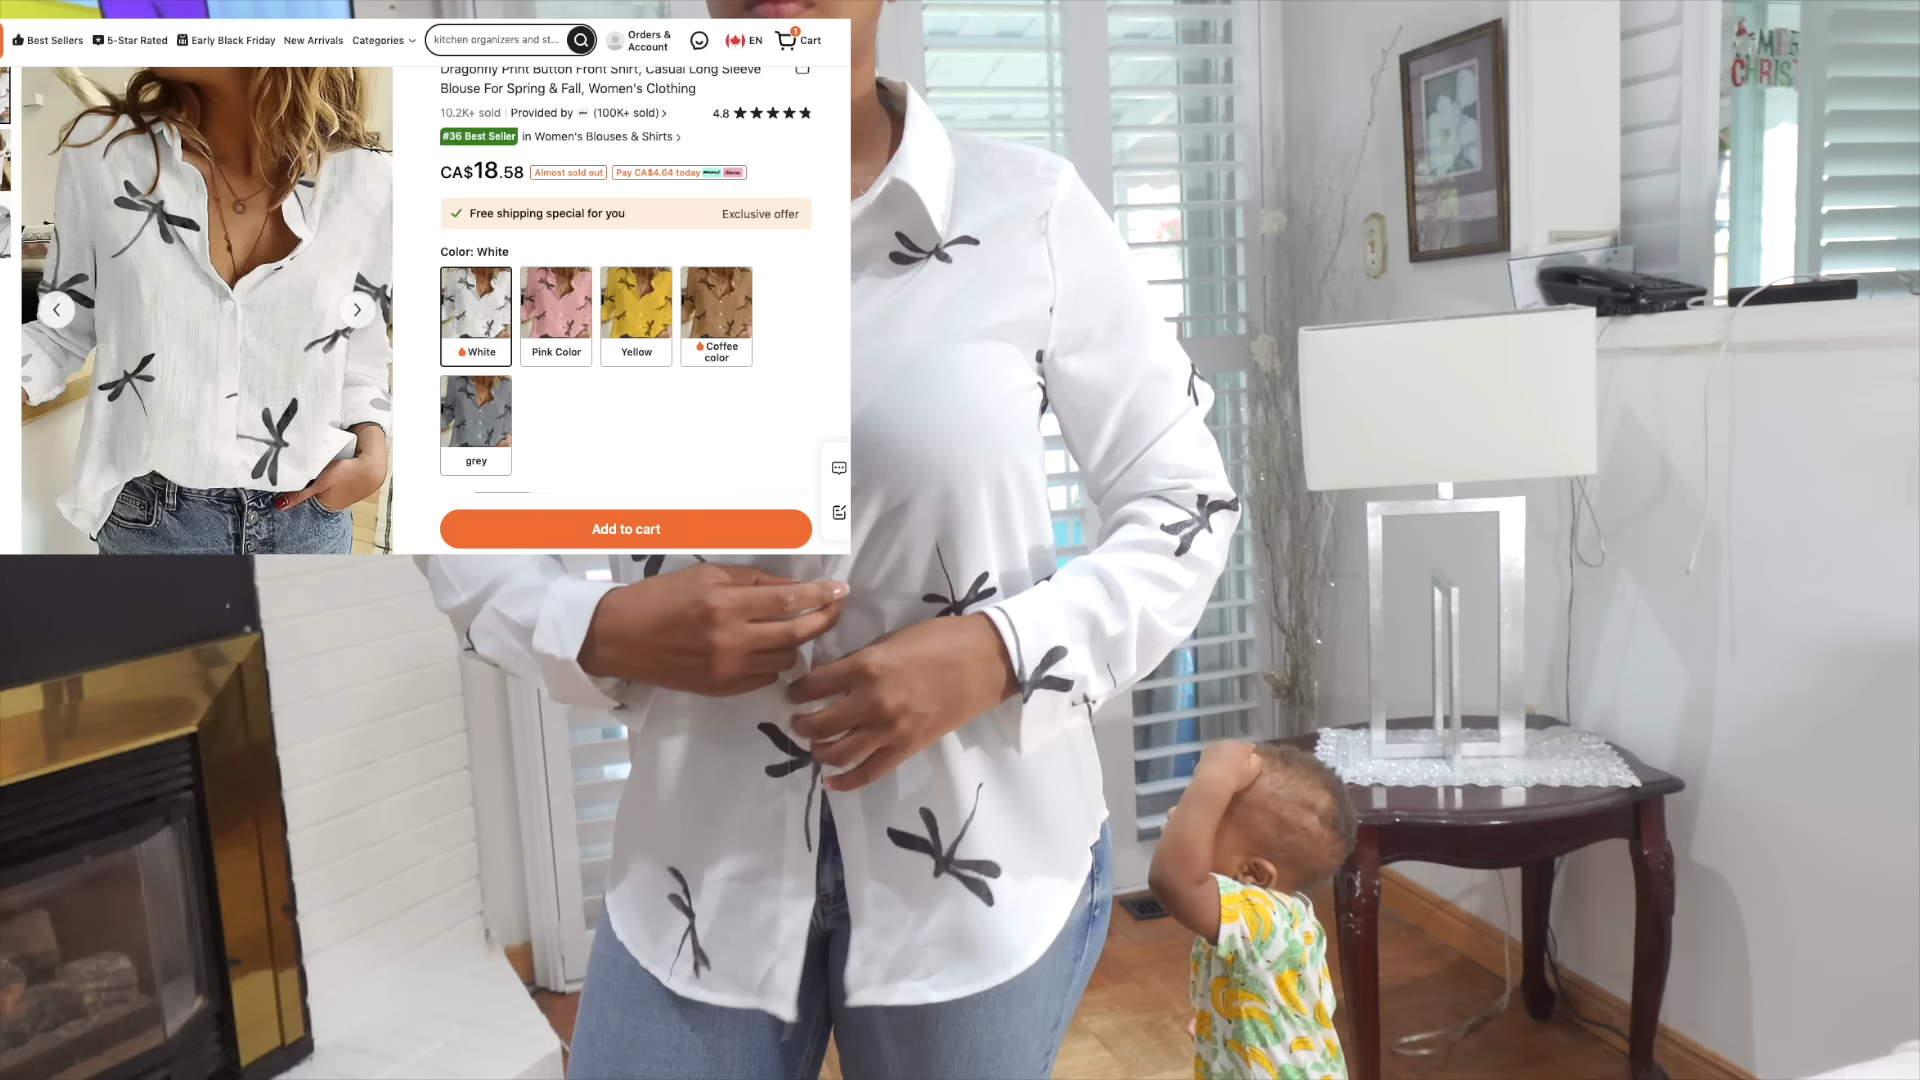 Best Sellers
5-Star Rated
Early Black Friday
New Arrivals
Categories
kitchen organizers and st...
Orders &
Account
EN
1
Cart
Dragonfly Print Button Front Shirt, Casual Long Sleeve
Blouse For Spring & Fall, Women's Clothing
10.2K+ sold
Provided by
(100K+ sold)
4.8
#36 Best Seller
in Women's Blouses & Shirts
CA$18.58
Almost sold out
Pay CA$4.64 today
Free shipping special for you
Exclusive offer
Color: White
White
Pink Color
Yellow
Coffee
color
grey
Add to cart
MERR
CHRIS